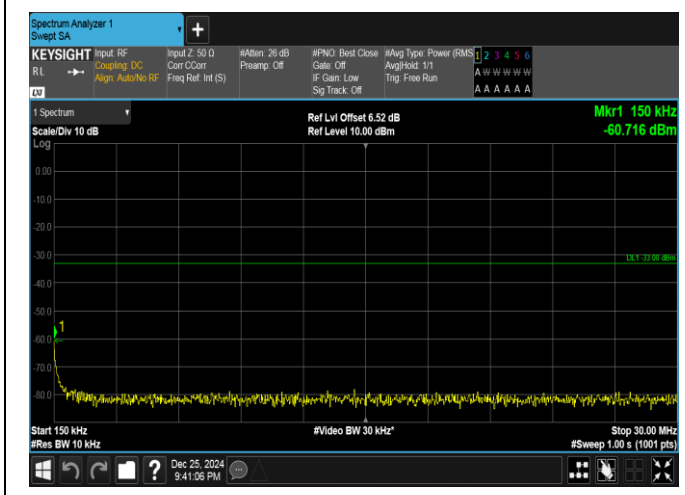 Spectrum Analyzer 1
Swept SA
KEYSIGHT
RL
LXI
Input: RF
Coupling: DC
Align: Auto/No RF
Input Z: 50 Ω
Corr CCorr
Freq Ref: Int (S)
#Atten: 26 dB
Preamp: Off
#PNO: Best Close
Gate: Off
IF Gain: Low
Sig Track: Off
#Avg Type: Power (RMS
Avg|Hold: 1/1
Trig: Free Run
1 2 3 4 5 6
A W W W W W
A A A A A A
1 Spectrum
Scale/Div 10 dB
Log
Ref Lvl Offset 6.52 dB
Ref Level 10.00 dBm
Mkr1 150 kHz
-60.716 dBm
0.00
-10.0
-20.0
-30.0
DL1 -33.00 dBm
-40.0
-50.0
1
-60.0
-70.0
-80.0
Start 150 kHz
#Res BW 10 kHz
#Video BW 30 kHz*
Stop 30.00 MHz
#Sweep 1.00 s (1001 pts)
?
Dec 25, 2024
9:41:06 PM